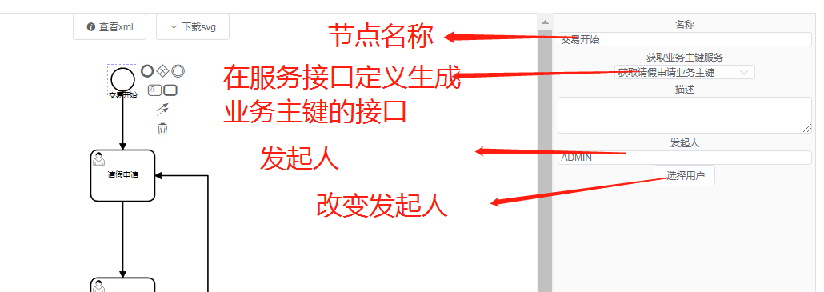 查看xml
下载svg
节点名称
名称
交易开始
在服务接口定义生成
业务主键的接口
获取业务主键服务
获取请假申请业务主键
描述
交易开始
发起人
发起人
ADMIN
请假申请
改变发起人
选择用户